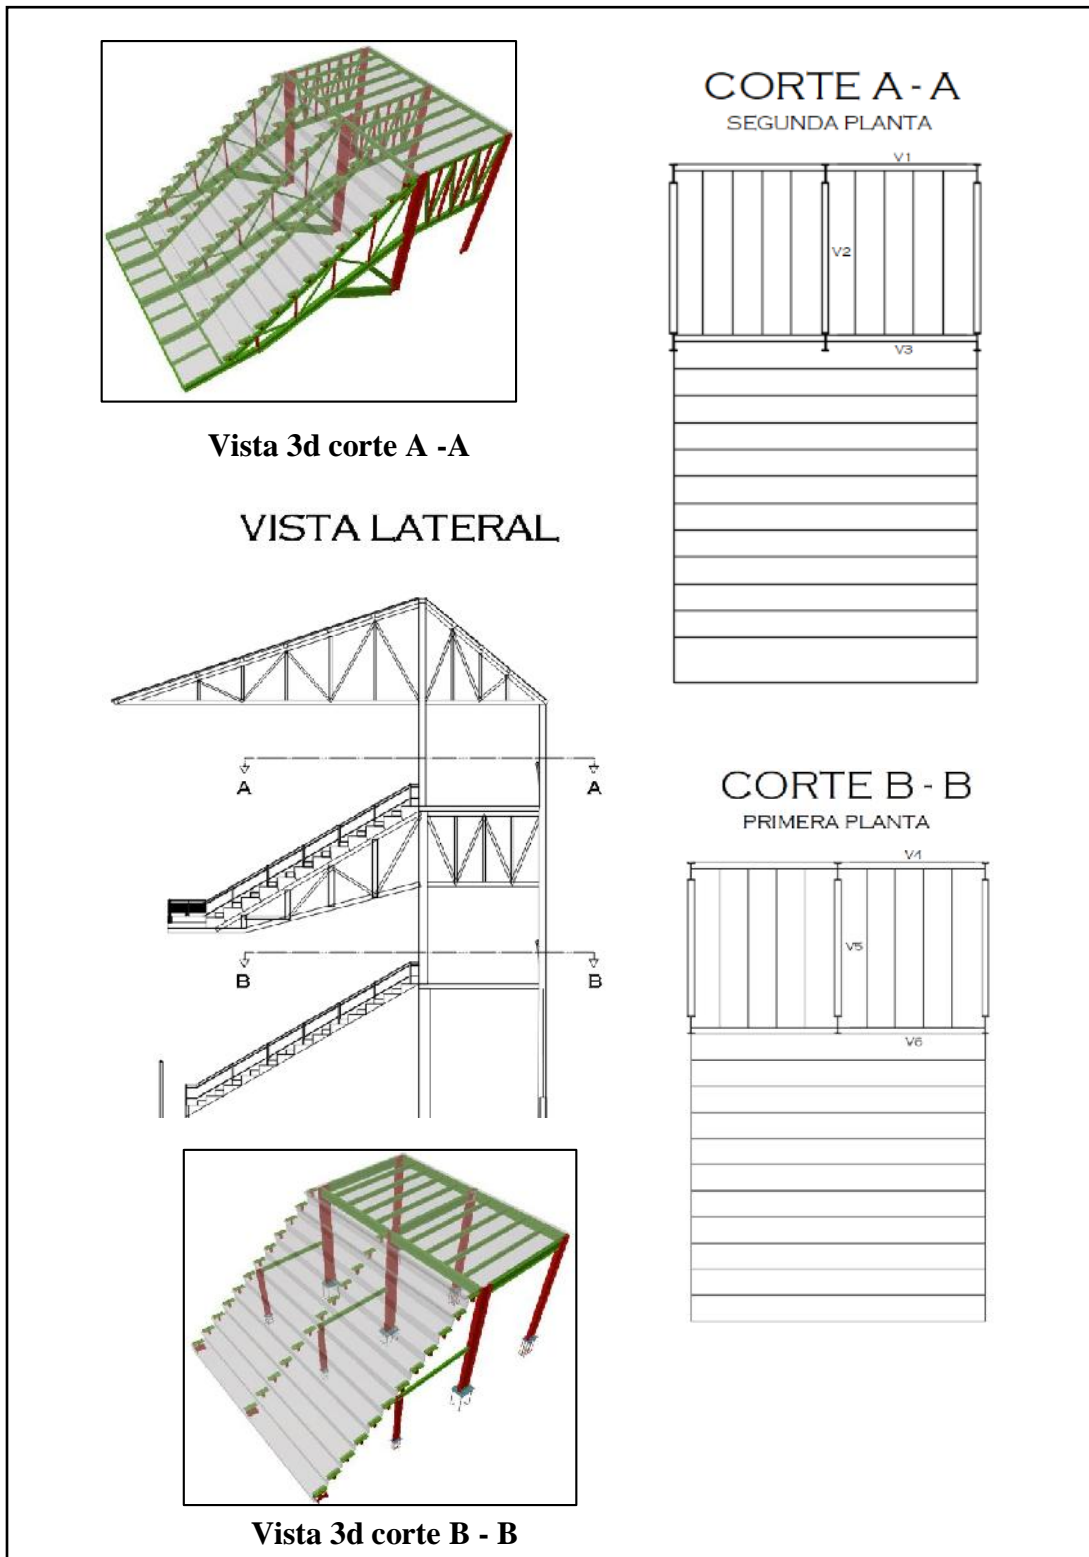 CORTE A - A
SEGUNDA PLANTA
V1
V2
V3
Vista 3d corte A -A
VISTA LATERAL
A
A
B
B
CORTE B - B
PRIMERA PLANTA
V4
V5
V6
Vista 3d corte B - B